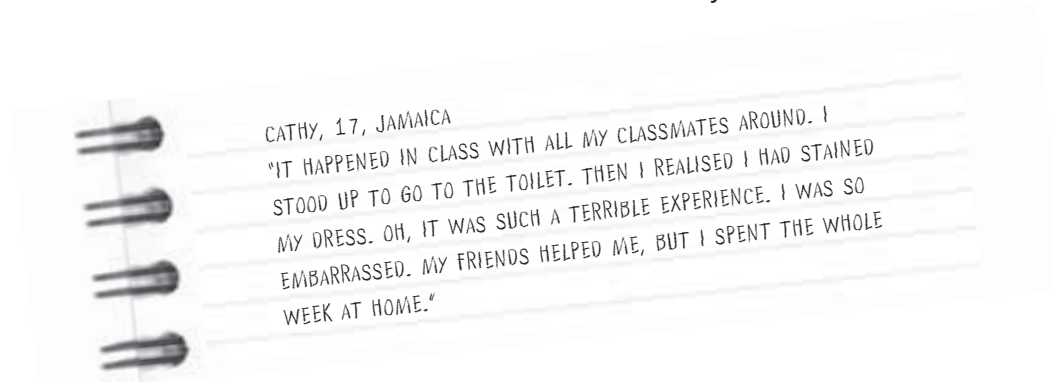 CATHY, 17, JAMAICA
"IT HAPPENED IN CLASS WITH ALL MY CLASSMATES AROUND. I
STOOD UP TO GO TO THE TOILET. THEN I REALISED I HAD STAINED
MY DRESS. OH, IT WAS SUCH A TERRIBLE EXPERIENCE. I WAS SO
EMBARRASSED. MY FRIENDS HELPED ME, BUT I SPENT THE WHOLE
WEEK AT HOME."